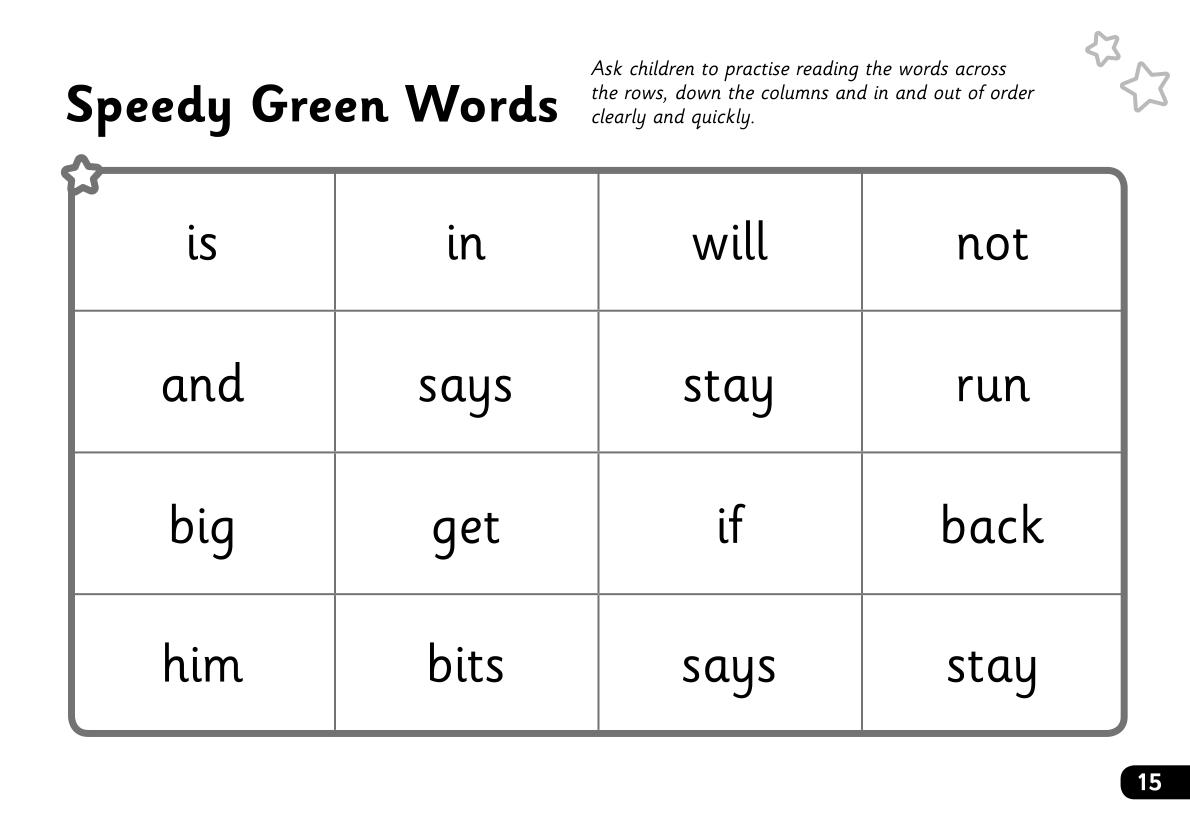 Speedy Green Words
Ask children to practise reading the words across
the rows, down the columns and in and out of order
clearly and quickly.
is in will not
and says stay run
big get if back
him bits says stay
15